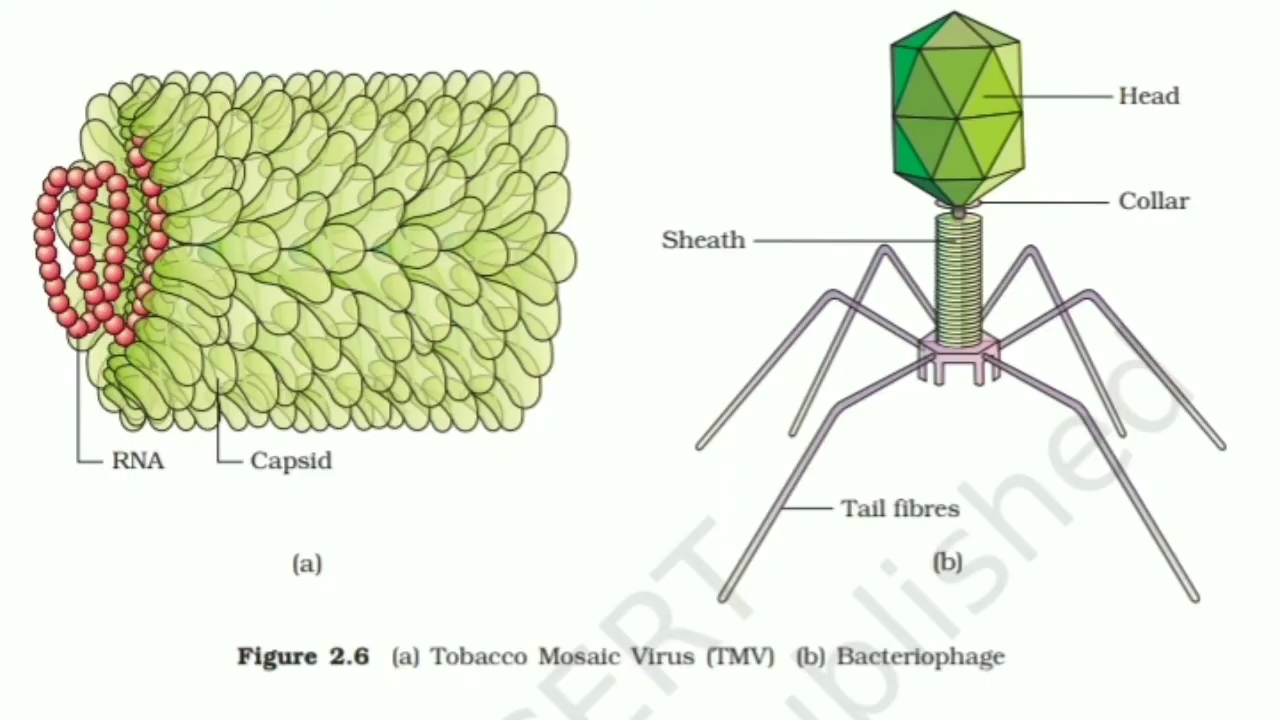 Head
Collar
Sheath
RNA
Capsid
Tail fibres
(a)
(b)
Figure 2.6 (a) Tobacco Mosaic Virus (TMV) (b) Bacteriophage